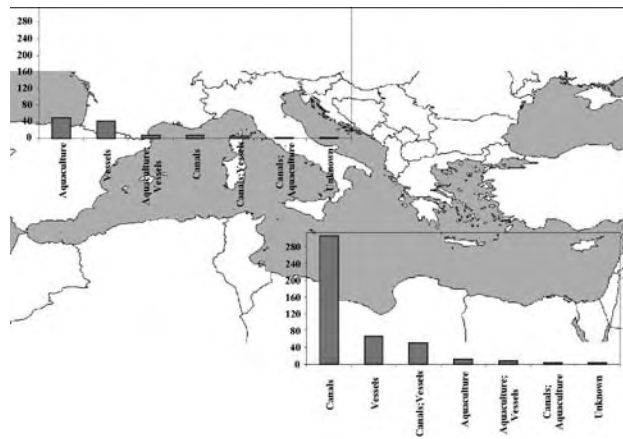 280
240
200
160
120
80
40
0
Aquaculture
Vessels
Aquaculture;
Vessels
Canals
Canals; Vessels
Canals;
Aquaculture
Unknown
280
240
200
160
120
80
40
0
Canals
Vessels
Canals;Vessels
Aquaculture
Aquaculture;
Vessels
Canals;
Aquaculture
Unknown